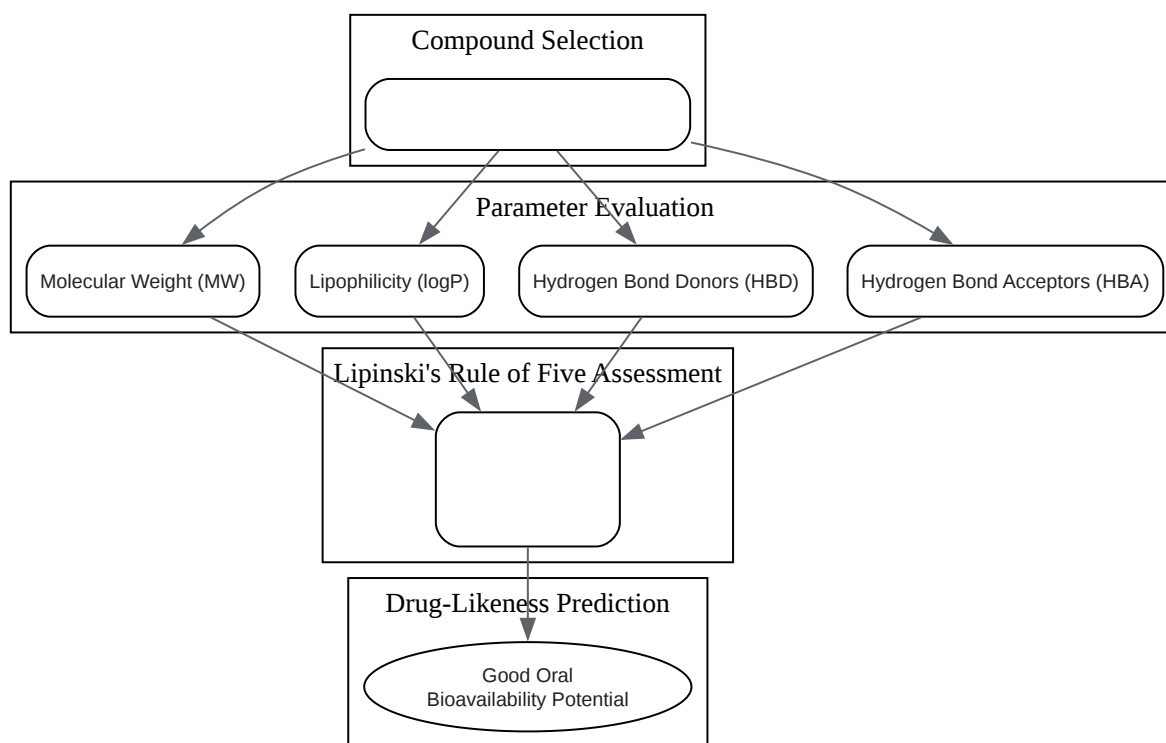 Compound Selection
Parameter Evaluation
Molecular Weight (MW)
Lipophilicity (logP)
Hydrogen Bond Donors (HBD)
Hydrogen Bond Acceptors (HBA)
Lipinski's Rule of Five Assessment
Drug-Likeness Prediction
Good Oral
Bioavailability Potential